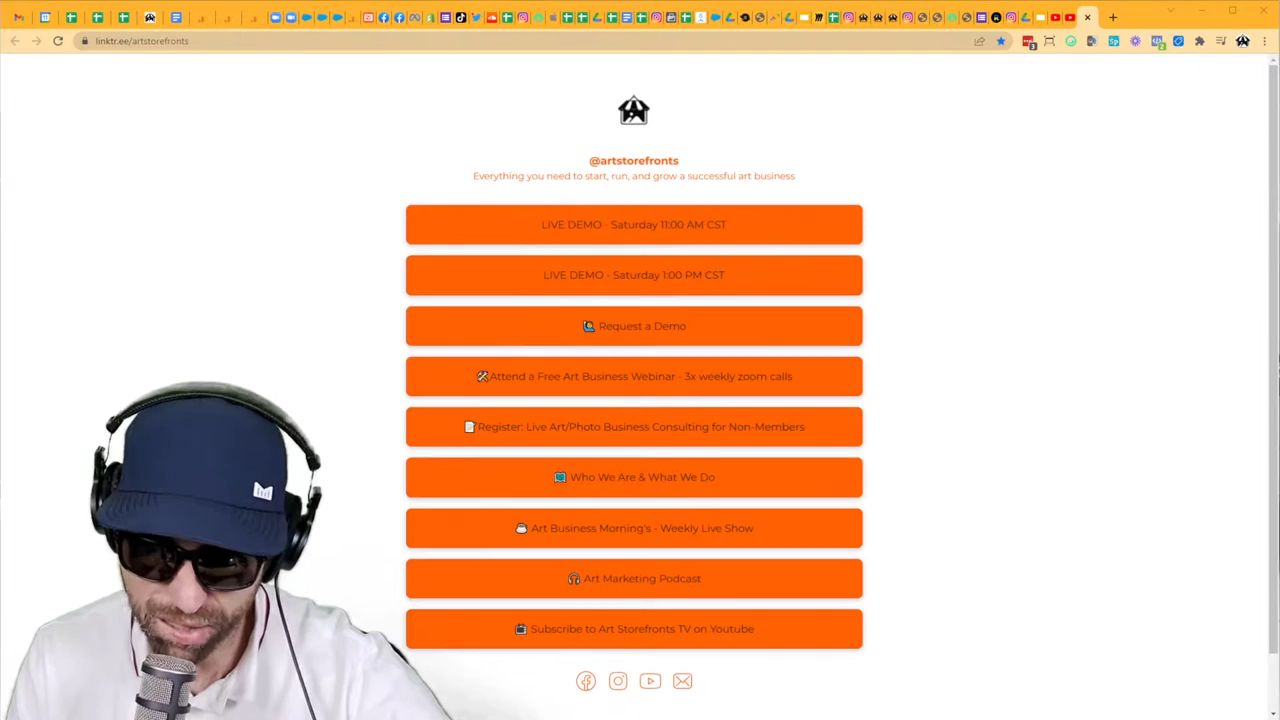 linktr.ee/artstorefronts
@artstorefronts
Everything you need to start, run, and grow a successful art business
LIVE DEMO - Saturday 11:00 AM CST
LIVE DEMO - Saturday 1:00 PM CST
Request a Demo
Attend a Free Art Business Webinar - 3x weekly zoom calls
Register: Live Art/Photo Business Consulting for Non-Members
Who We Are & What We Do
Art Business Morning's - Weekly Live Show
Art Marketing Podcast
Subscribe to Art Storefronts TV on Youtube